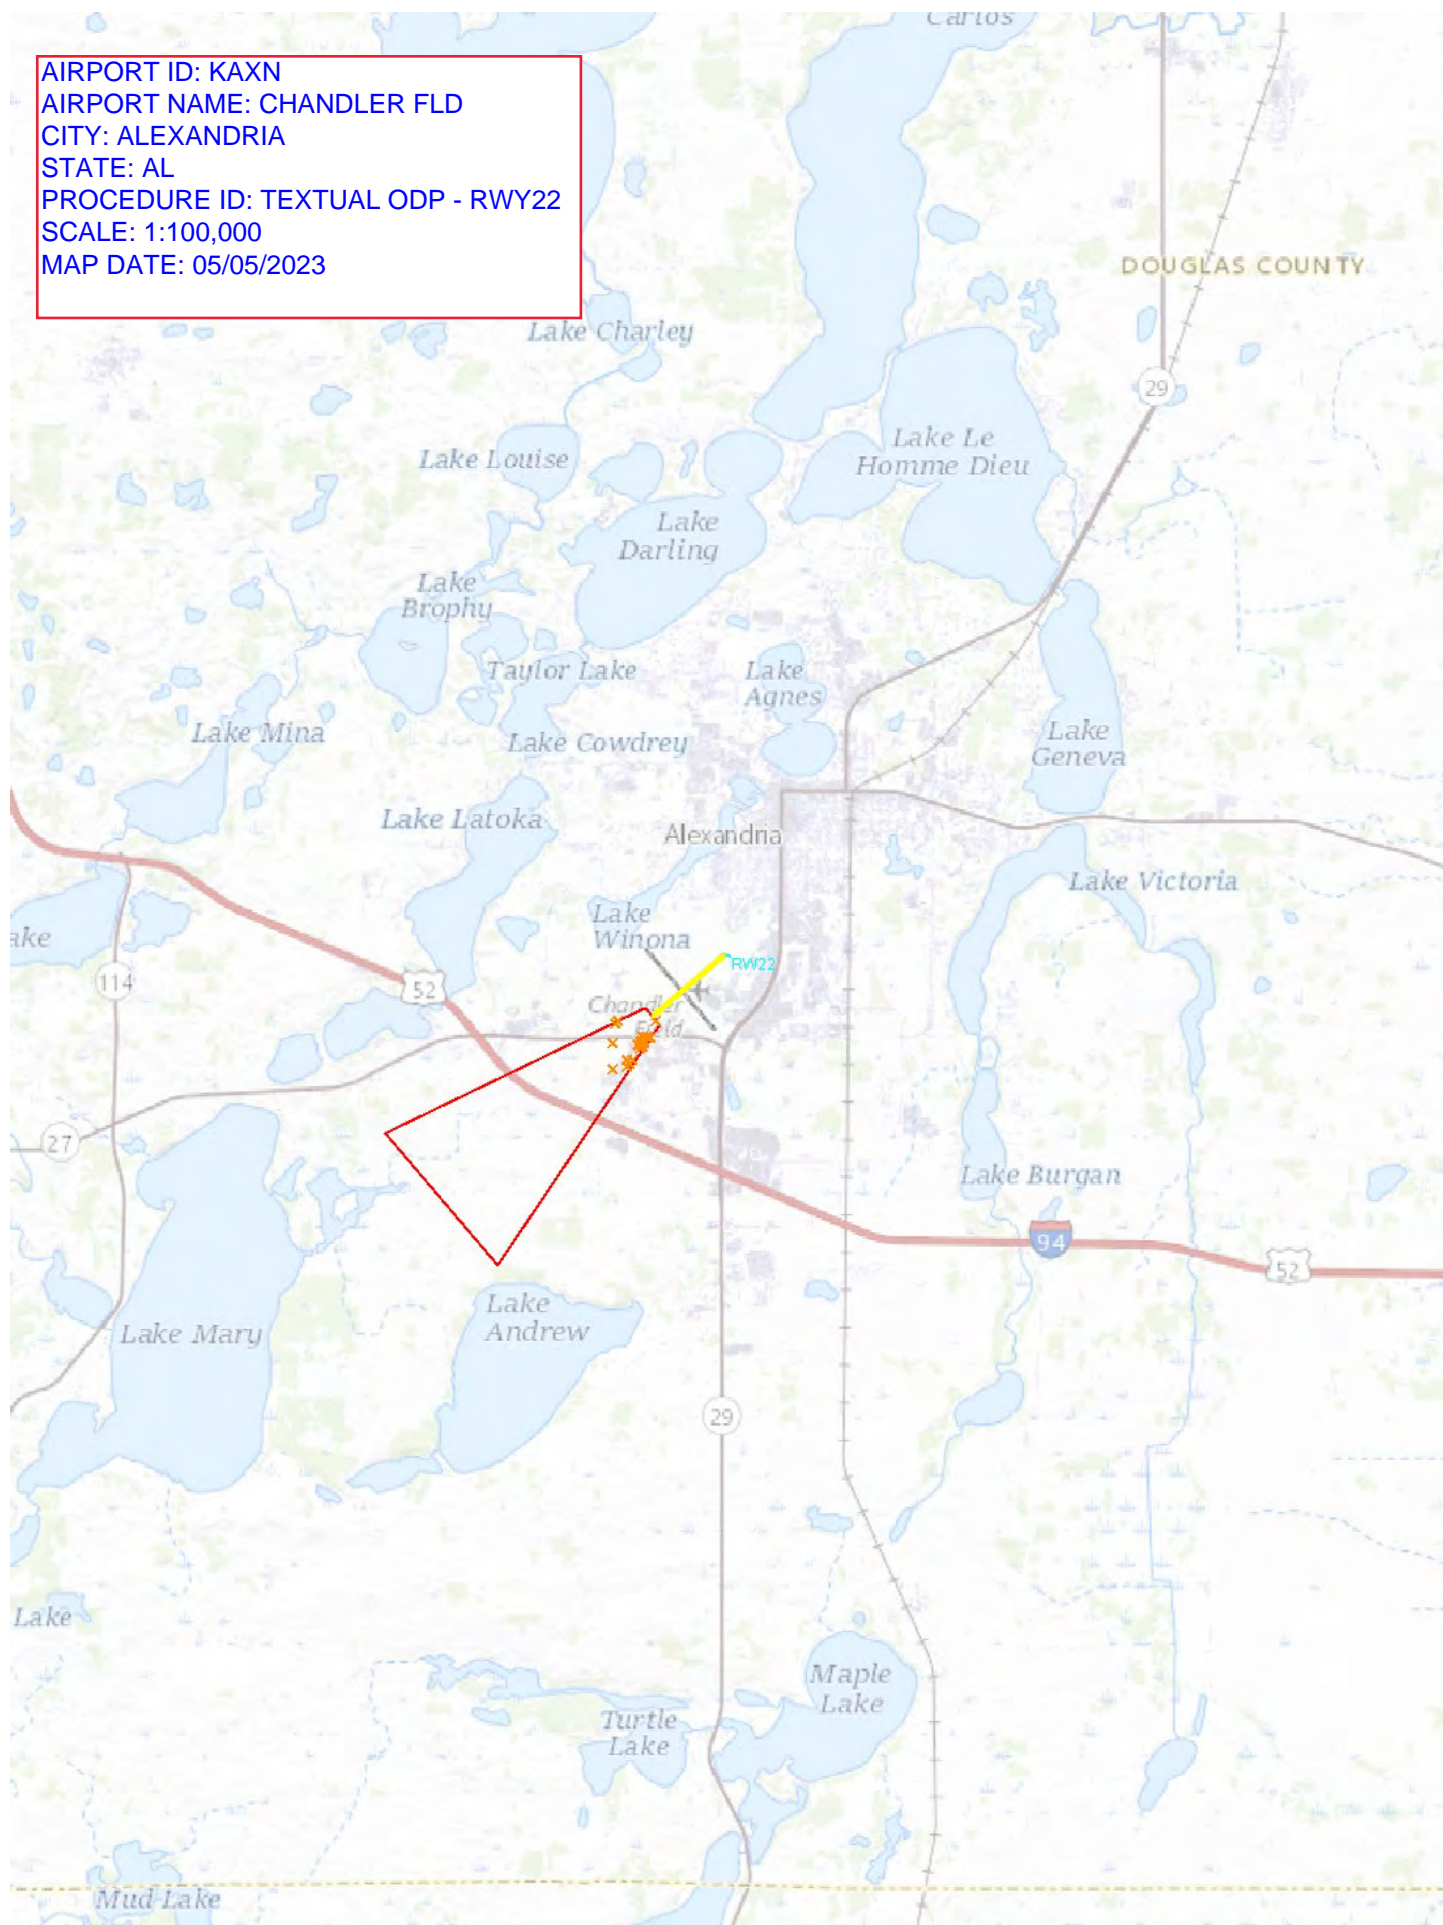 Carlos
AIRPORT ID: KAXN
AIRPORT NAME: CHANDLER FLD
CITY: ALEXANDRIA
STATE: AL
PROCEDURE ID: TEXTUAL ODP - RWY22
SCALE: 1:100,000
MAP DATE: 05/05/2023
DOUGLAS COUNTY
Lake Charley
29
Lake Le
Homme Dieu
Lake Louise
Lake
Darling
Lake
Brophy
Taylor Lake
Lake
Agnes
Lake Mina
Lake Cowdrey
Lake
Geneva
Lake Latoka
Alexandria
Lake Victoria
Lake
Winona
ake
RW22
114
52
Chandler
Field
27
Lake Burgan
94
52
Lake
Andrew
Lake Mary
29
Lake
Maple
Lake
Turtle
Lake
Mud Lake